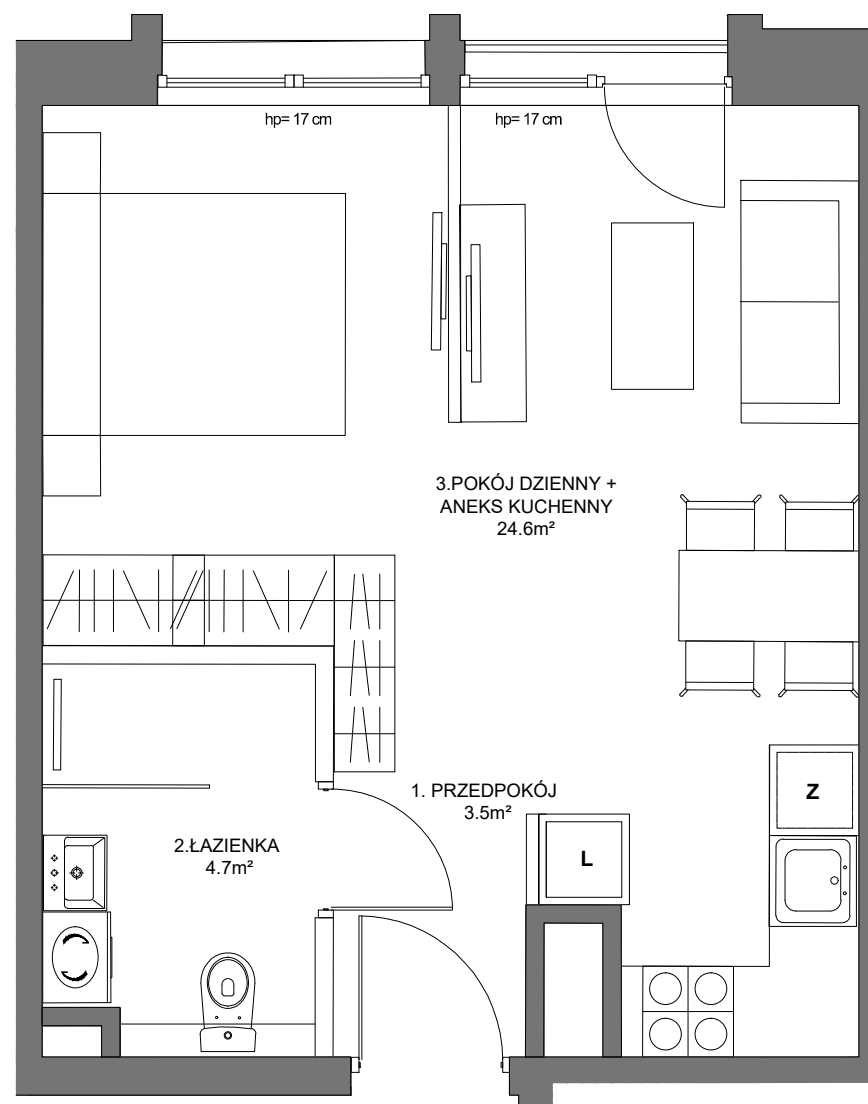 hp= 17 cm
hp= 17 cm
3.POKÓJ DZIENNY +
ANEKS KUCHENNY
24.6m²
1. PRZEDPOKÓJ
3.5m²
Z
2.ŁAZIENKA
4.7m²
L